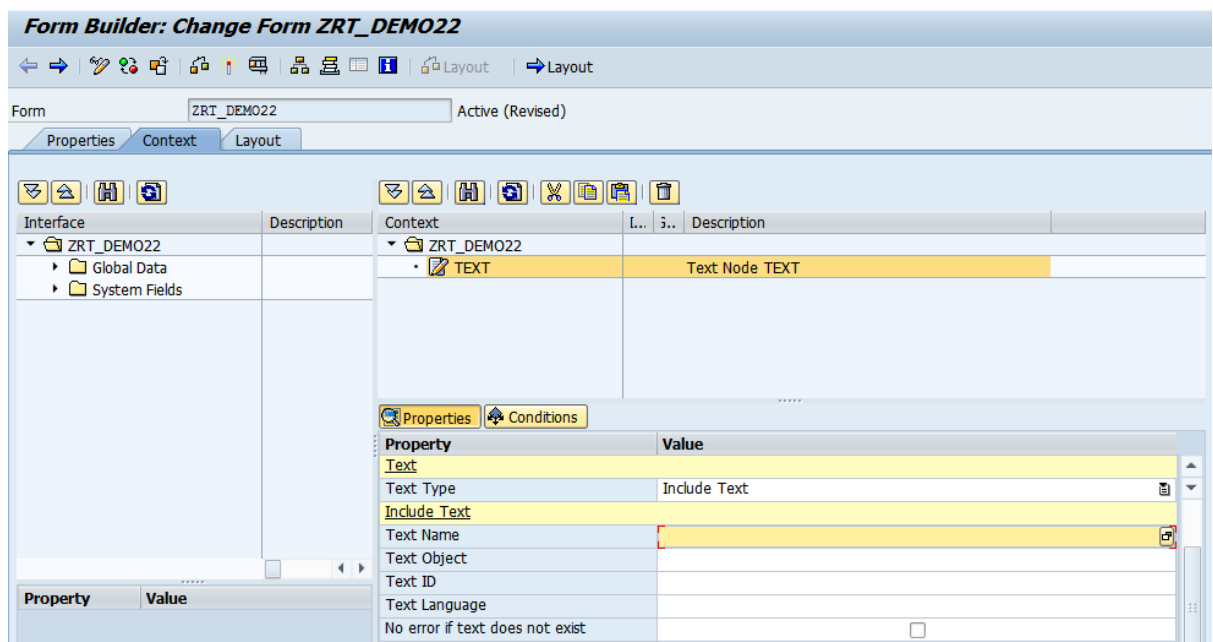 Form Builder: Change Form ZRT_DEMO22
Layout Layout
Form ZRT_DEMO22 Active (Revised)
Properties Context Layout
Interface Description
ZRT_DEMO22
Global Data
System Fields
Property Value
Context I... S.. Description
ZRT_DEMO22
TEXT Text Node TEXT
Properties Conditions
Property Value
Text
Text Type Include Text
Include Text
Text Name
Text Object
Text ID
Text Language
No error if text does not exist